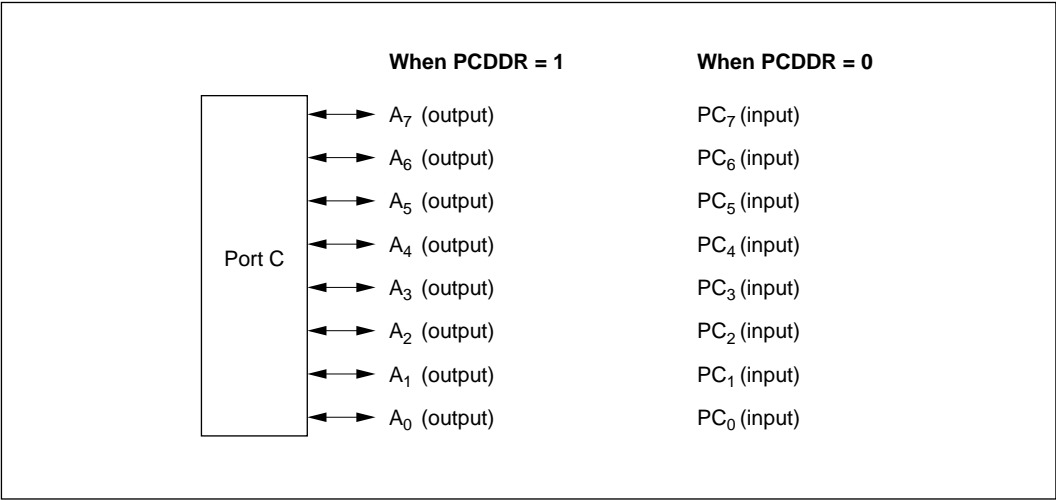 When PCDDR = 1 When PCDDR = 0
A7 (output) PC7 (input)
A6 (output) PC6 (input)
A5 (output) PC5 (input)
A4 (output) PC4 (input)
Port C
A3 (output) PC3 (input)
A2 (output) PC2 (input)
A1 (output) PC1 (input)
A0 (output) PC0 (input)